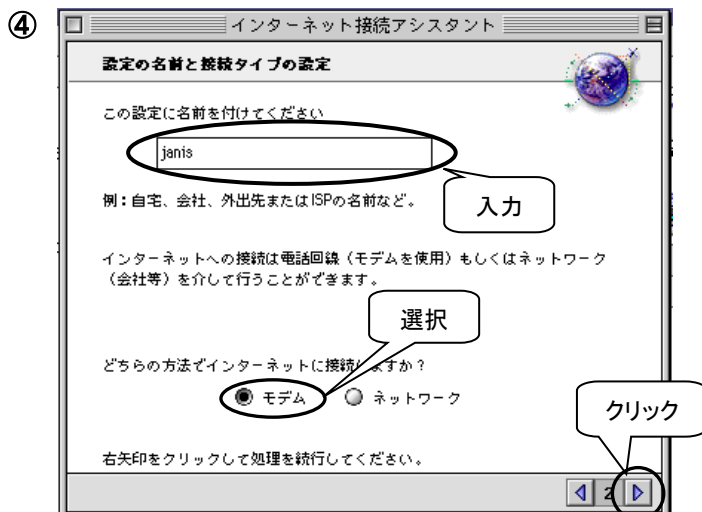 ④
インターネット接続アシスタント
設定の名前と接続タイプの設定
この設定に名前を付けてください
janis
入力
例：自宅、会社、外出先またはISPの名前など。
インターネットへの接続は電話回線（モデムを使用）もしくはネットワーク
（会社等）を介して行うことができます。
選択
どちらの方法でインターネットに接続しますか？
モデム ネットワーク
クリック
右矢印をクリックして処理を続行してください。
2